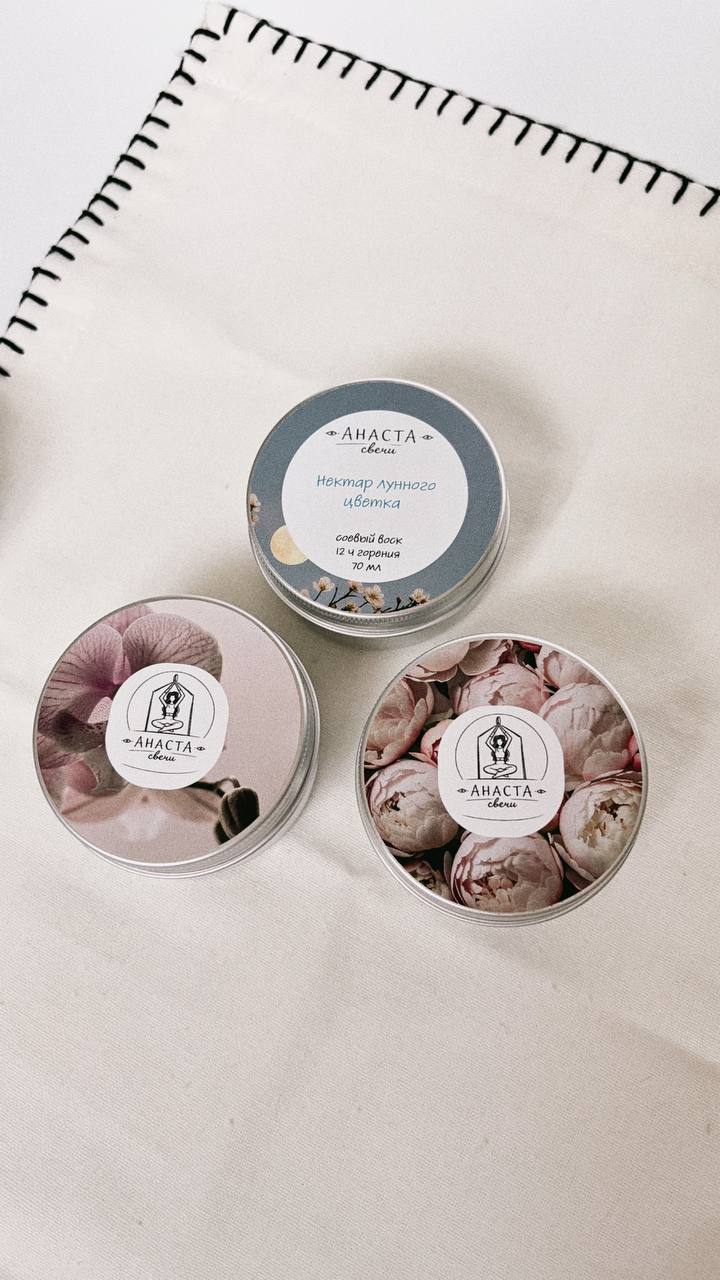 АНАСТА
свечи
Нектар лунного
цветка
соевый воск
12 ч горения
70 мл
АНАСТА
свечи
АНАСТА
свечи